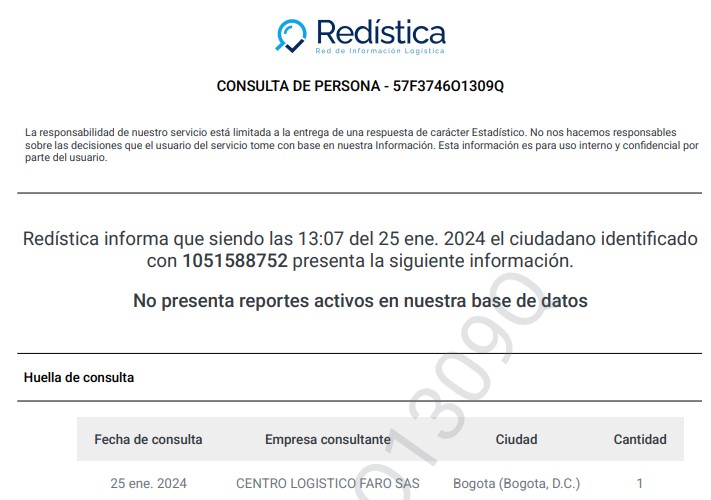 Redística
Red de Información Logística
CONSULTA DE PERSONA - 57F3746O1309Q
La responsabilidad de nuestro servicio está limitada a la entrega de una respuesta de carácter Estadístico. No nos hacemos responsables
sobre las decisiones que el usuario del servicio tome con base en nuestra Información. Esta información es para uso interno y confidencial por
parte del usuario.
Redística informa que siendo las 13:07 del 25 ene. 2024 el ciudadano identificado
con 1051588752 presenta la siguiente información.
No presenta reportes activos en nuestra base de datos
Huella de consulta
Fecha de consulta Empresa consultante Ciudad Cantidad
25 ene. 2024 CENTRO LOGISTICO FARO SAS Bogota (Bogota, D.C.) 1